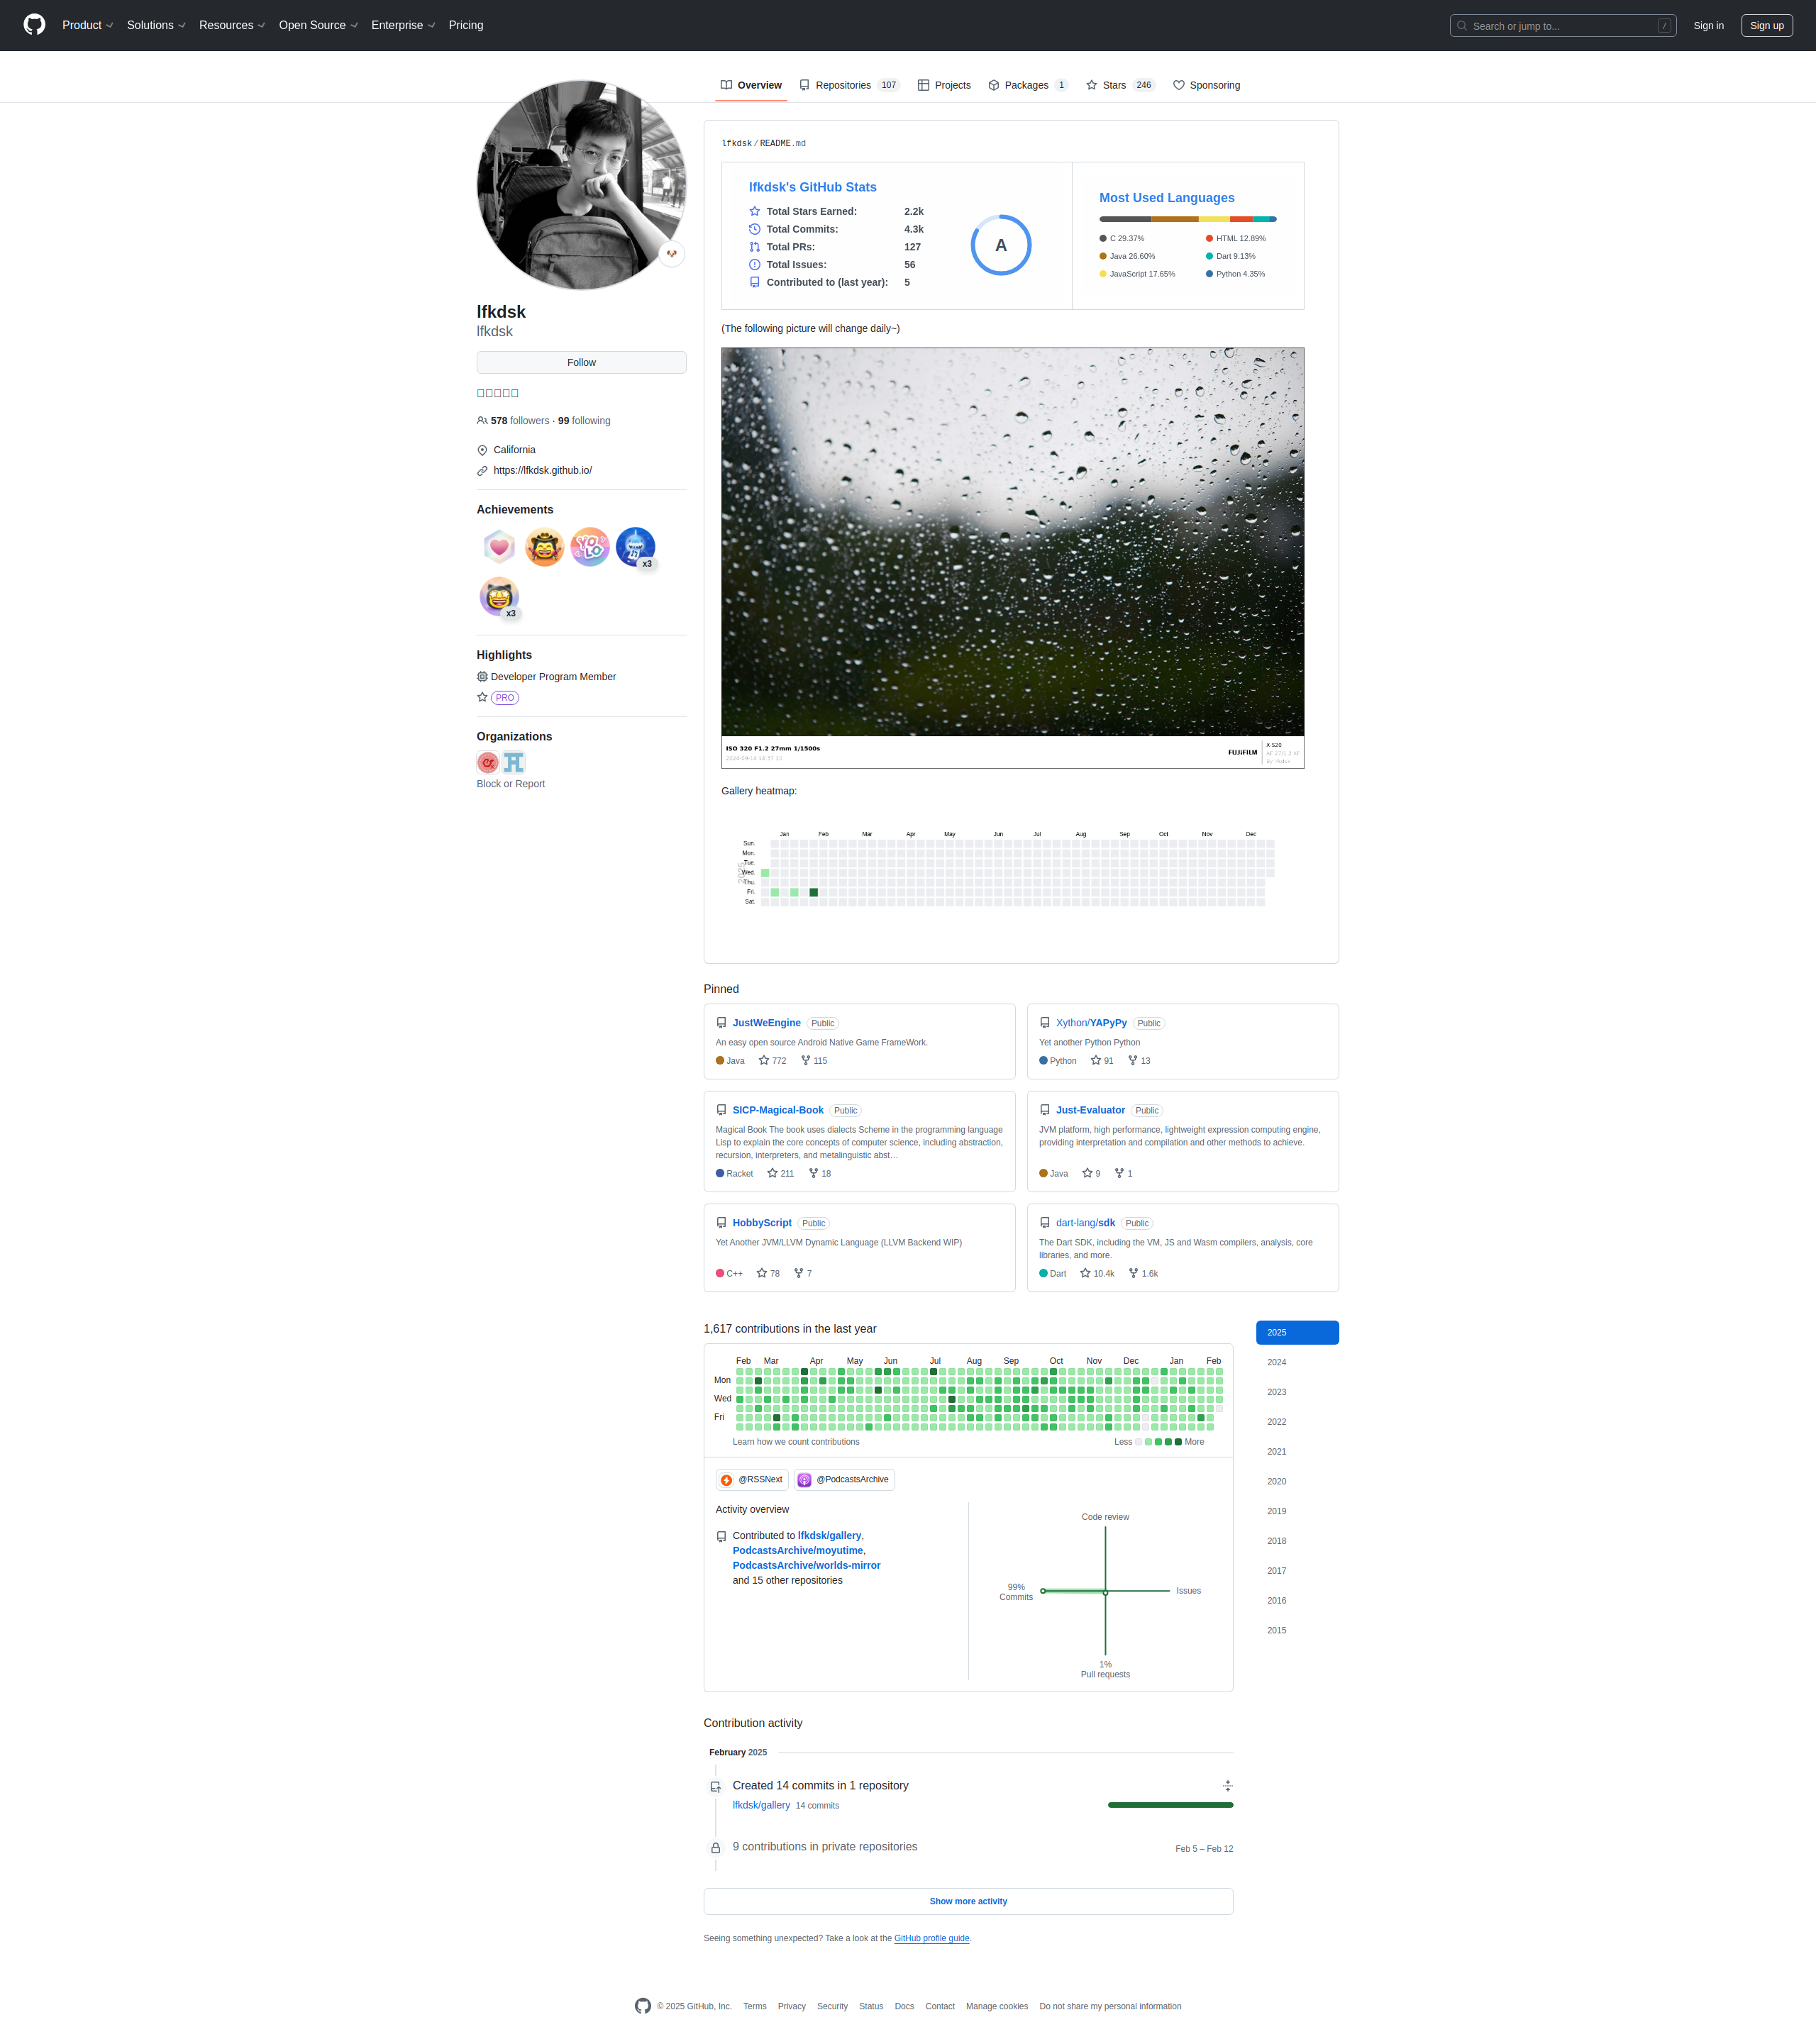 Product Solutions Resources Open Source Enterprise Pricing Search or jump to... / Sign in Sign up
Overview Repositories 107 Projects Packages 1 Stars 246 Sponsoring
lfkdsk
lfkdsk
Follow
578 followers · 99 following
California
https://lfkdsk.github.io/
Achievements
YOLO
x3
x3
Highlights
Developer Program Member
PRO
Organizations
Block or Report
lfkdsk / README.md
lfkdsk's GitHub Stats
Total Stars Earned: 2.2k
Total Commits: 4.3k
Total PRs: 127
Total Issues: 56
Contributed to (last year): 5
A
Most Used Languages
C 29.37% HTML 12.89%
Java 26.60% Dart 9.13%
JavaScript 17.65% Python 4.35%
(The following picture will change daily~)
ISO 320 F1.2 27mm 1/1500s
FUJIFILM
X-S20
Gallery heatmap:
Jan Feb Mar Apr May Jun Jul Aug Sep Oct Nov Dec
2025
Sun.
Mon.
Tue.
Wed.
Thu.
Fri.
Sat.
Pinned
JustWeEngine Public
An easy open source Android Native Game FrameWork.
Java 772 115
Xython/YAPyPy Public
Yet another Python Python
Python 91 13
SICP-Magical-Book Public
Magical Book The book uses dialects Scheme in the programming language
Lisp to explain the core concepts of computer science, including abstraction,
recursion, interpreters, and metalinguistic abst…
Racket 211 18
Just-Evaluator Public
JVM platform, high performance, lightweight expression computing engine,
providing interpretation and compilation and other methods to achieve.
Java 9 1
HobbyScript Public
Yet Another JVM/LLVM Dynamic Language (LLVM Backend WIP)
C++ 78 7
dart-lang/sdk Public
The Dart SDK, including the VM, JS and Wasm compilers, analysis, core
libraries, and more.
Dart 10.4k 1.6k
1,617 contributions in the last year
Feb Mar Apr May Jun Jul Aug Sep Oct Nov Dec Jan Feb
Mon
Wed
Fri
Learn how we count contributions
Less More
@RSSNext @PodcastsArchive
Activity overview
Contributed to lfkdsk/gallery,
PodcastsArchive/moyutime,
PodcastsArchive/worlds-mirror
and 15 other repositories
Code review
99%
Commits
Issues
1%
Pull requests
2025
2024
2023
2022
2021
2020
2019
2018
2017
2016
2015
Contribution activity
February 2025
Created 14 commits in 1 repository
lfkdsk/gallery 14 commits
9 contributions in private repositories Feb 5 – Feb 12
Show more activity
Seeing something unexpected? Take a look at the GitHub profile guide.
© 2025 GitHub, Inc. Terms Privacy Security Status Docs Contact Manage cookies Do not share my personal information